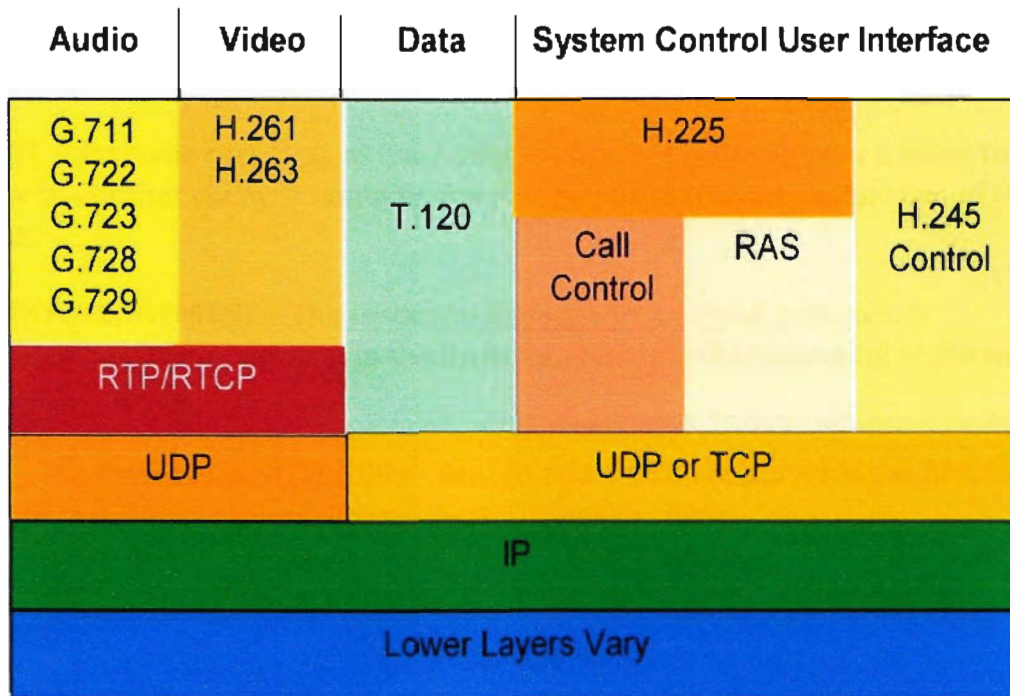 Audio Video Data System Control User Interface
G.711
G.722
G.723
G.728
G.729
H.261
H.263
T.120
H.225
Call
Control
RAS
H.245
Control
RTP/RTCP
UDP
UDP or TCP
IP
Lower Layers Vary